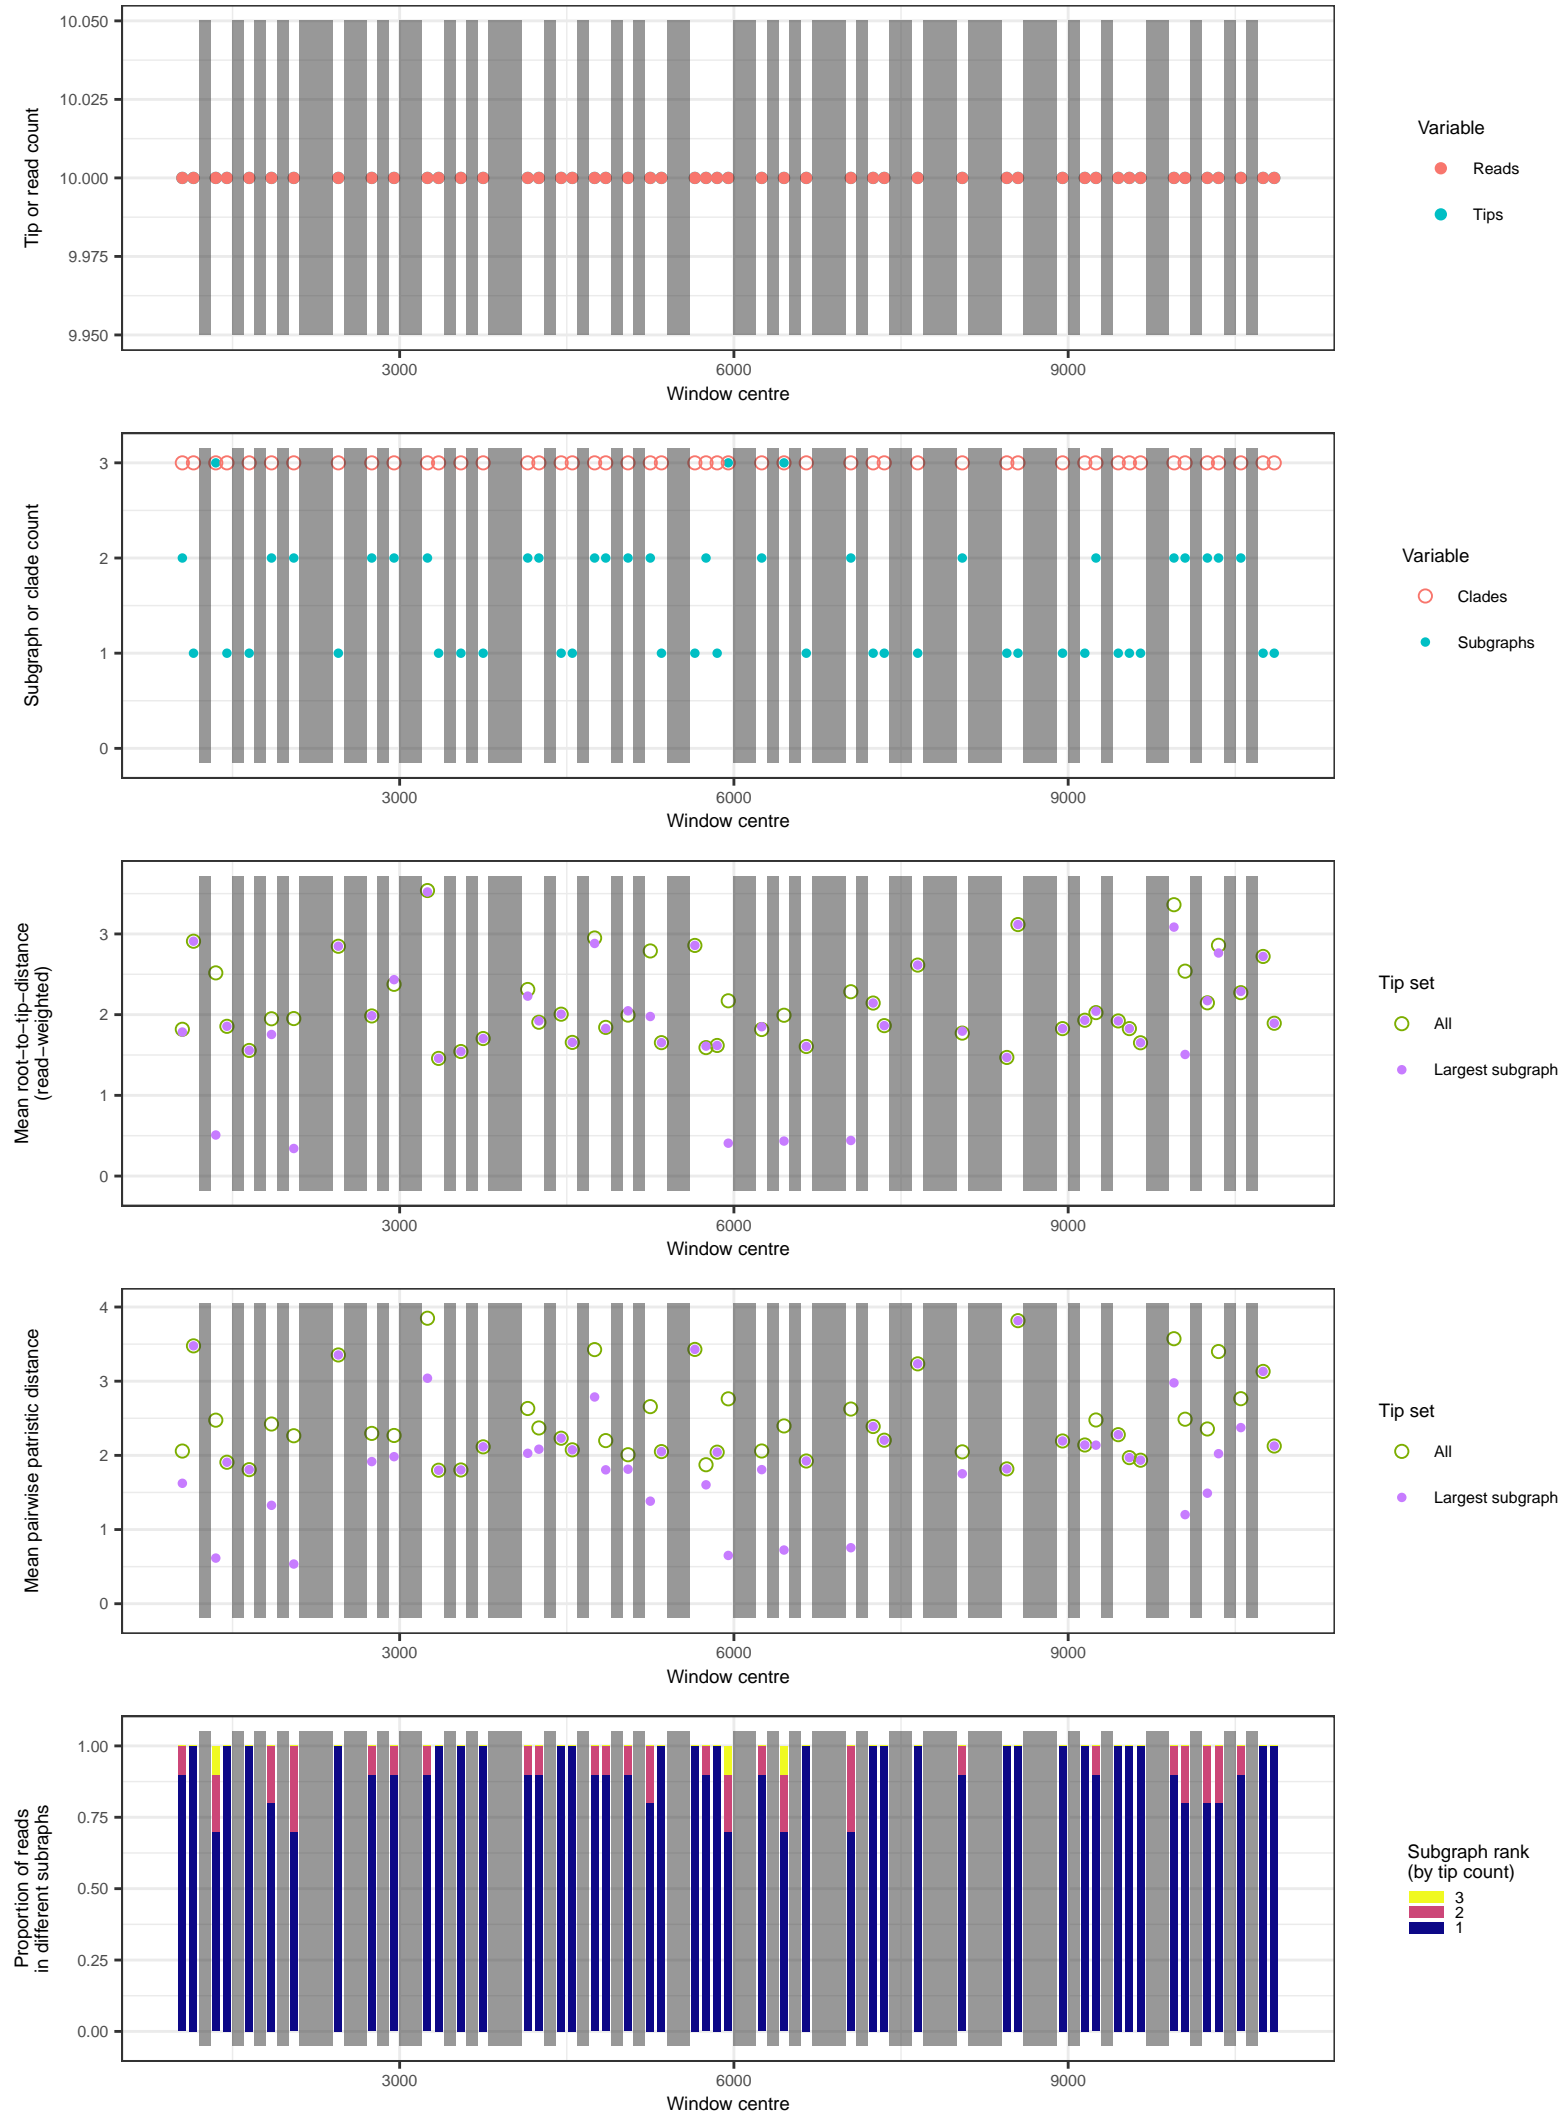 10.050
10.025
10.000
9.975
9.950
Tip or read count
3000
6000
9000
Window centre
Variable
Reads
Tips
3
2
1
0
Subgraph or clade count
3000
6000
9000
Window centre
Variable
Clades
Subgraphs
3
2
1
0
Mean root-to-tip-distance
(read-weighted)
3000
6000
9000
Window centre
Tip set
All
Largest subgraph
4
3
2
1
0
Mean pairwise patristic distance
3000
6000
9000
Window centre
Tip set
All
Largest subgraph
1.00
0.75
0.50
0.25
0.00
Proportion of reads
in different subraphs
3000
6000
9000
Window centre
Subgraph rank
(by tip count)
3
2
1